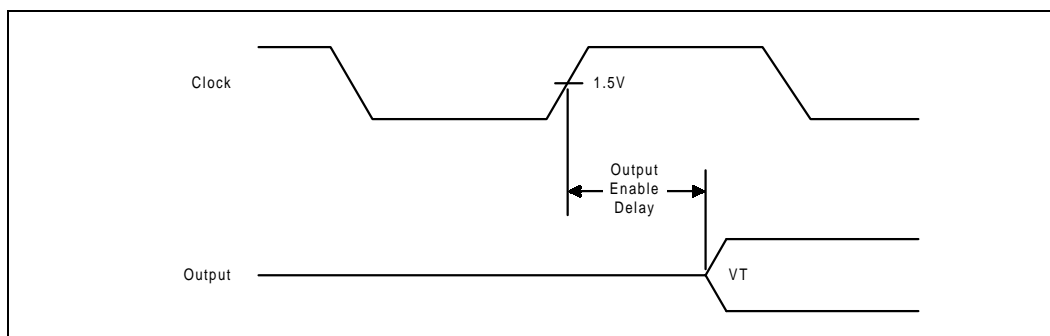 Clock
1.5V
Output
Enable
Delay
Output
VT